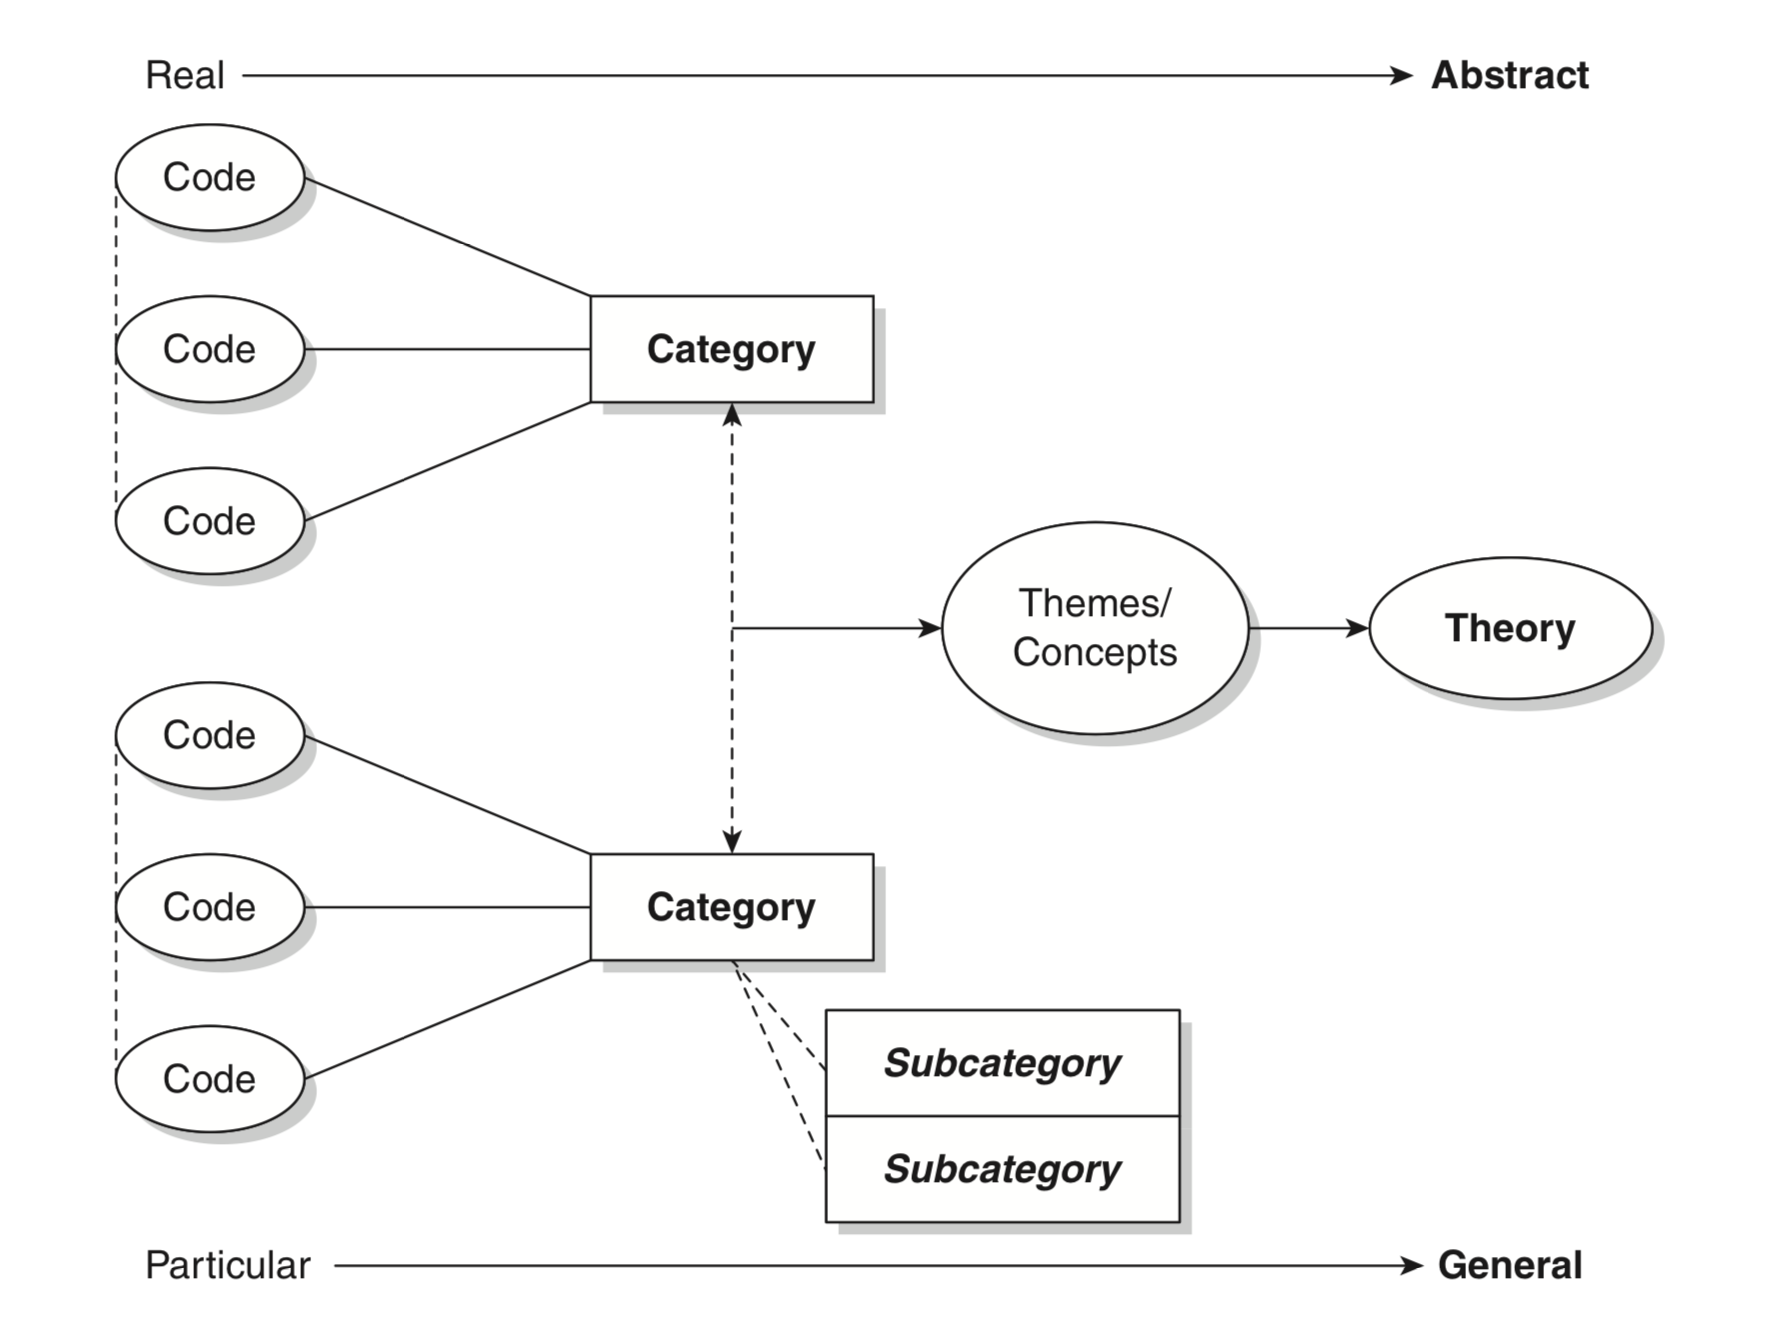 Real
Abstract
Code
Code
Category
Code
Themes/
Concepts
Theory
Code
Code
Category
Code
Subcategory
Subcategory
Particular
General